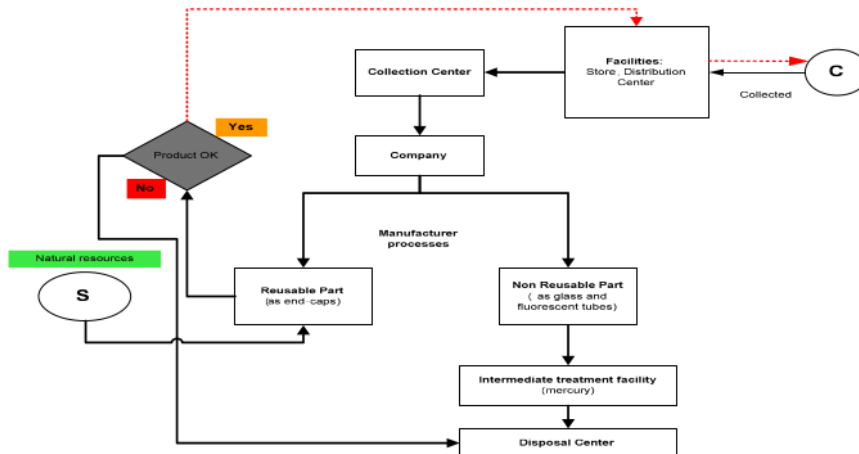 Facilities:
Store, Distribution
Center
Collection Center
C
Collected
Yes
Product OK
No
Company
Manufacturer
processes
Natural resources
S
Reusable Part
(as end-caps)
Non Reusable Part
( as glass and
fluorescent tubes)
Intermediate treatment facility
(mercury)
Disposal Center